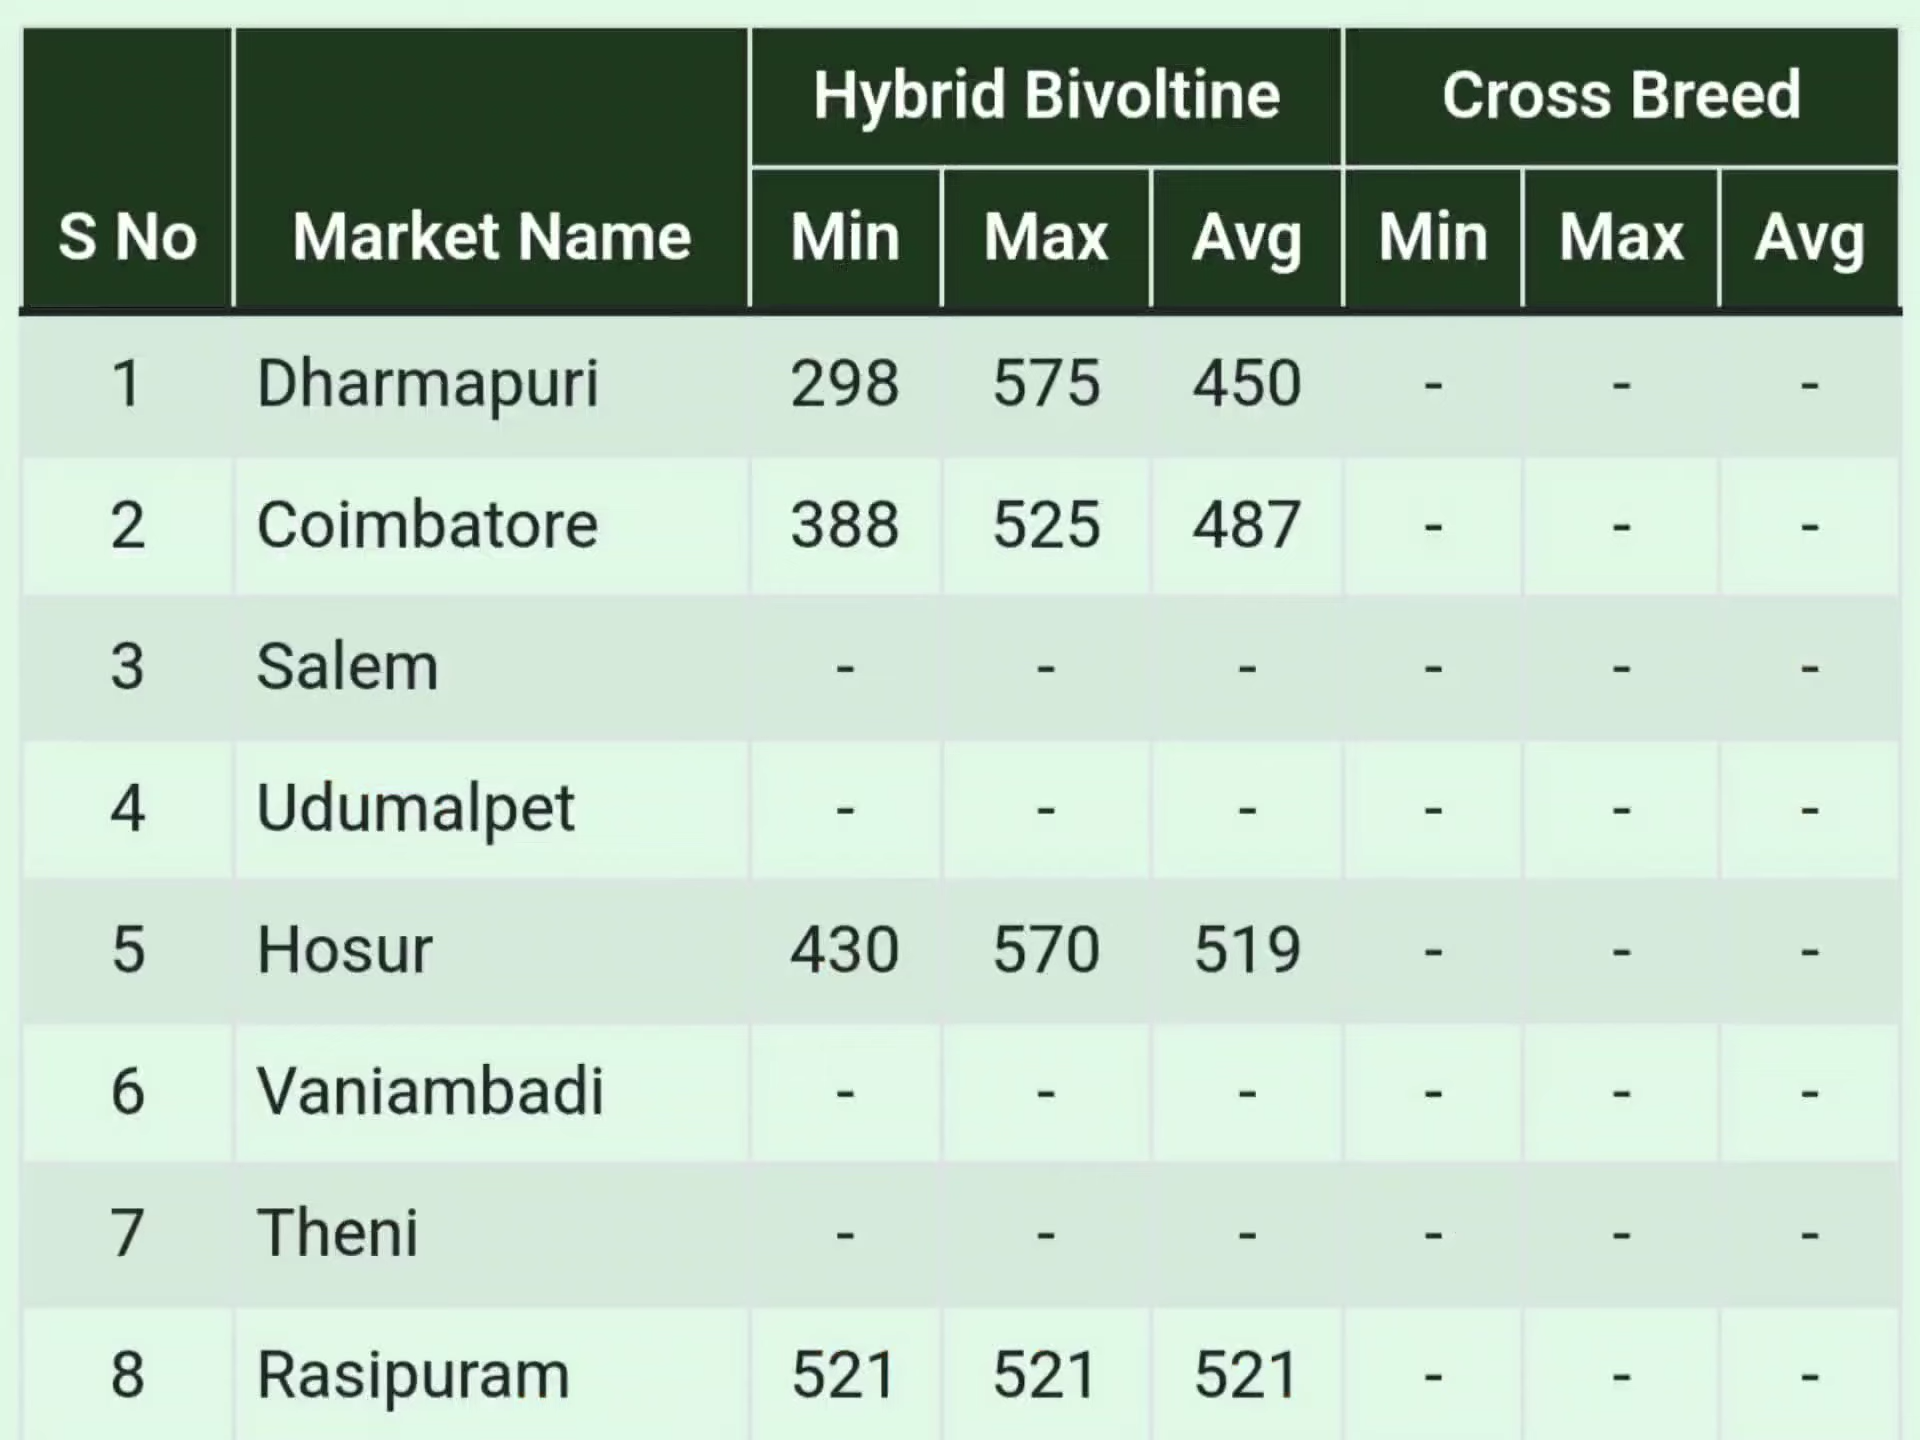 Hybrid Bivoltine Cross Breed
S No Market Name Min Max Avg Min Max Avg
1 Dharmapuri 298 575 450 - - -
2 Coimbatore 388 525 487 - - -
3 Salem - - - - - -
4 Udumalpet - - - - - -
5 Hosur 430 570 519 - - -
6 Vaniambadi - - - - - -
7 Theni - - - - - -
8 Rasipuram 521 521 521 - - -